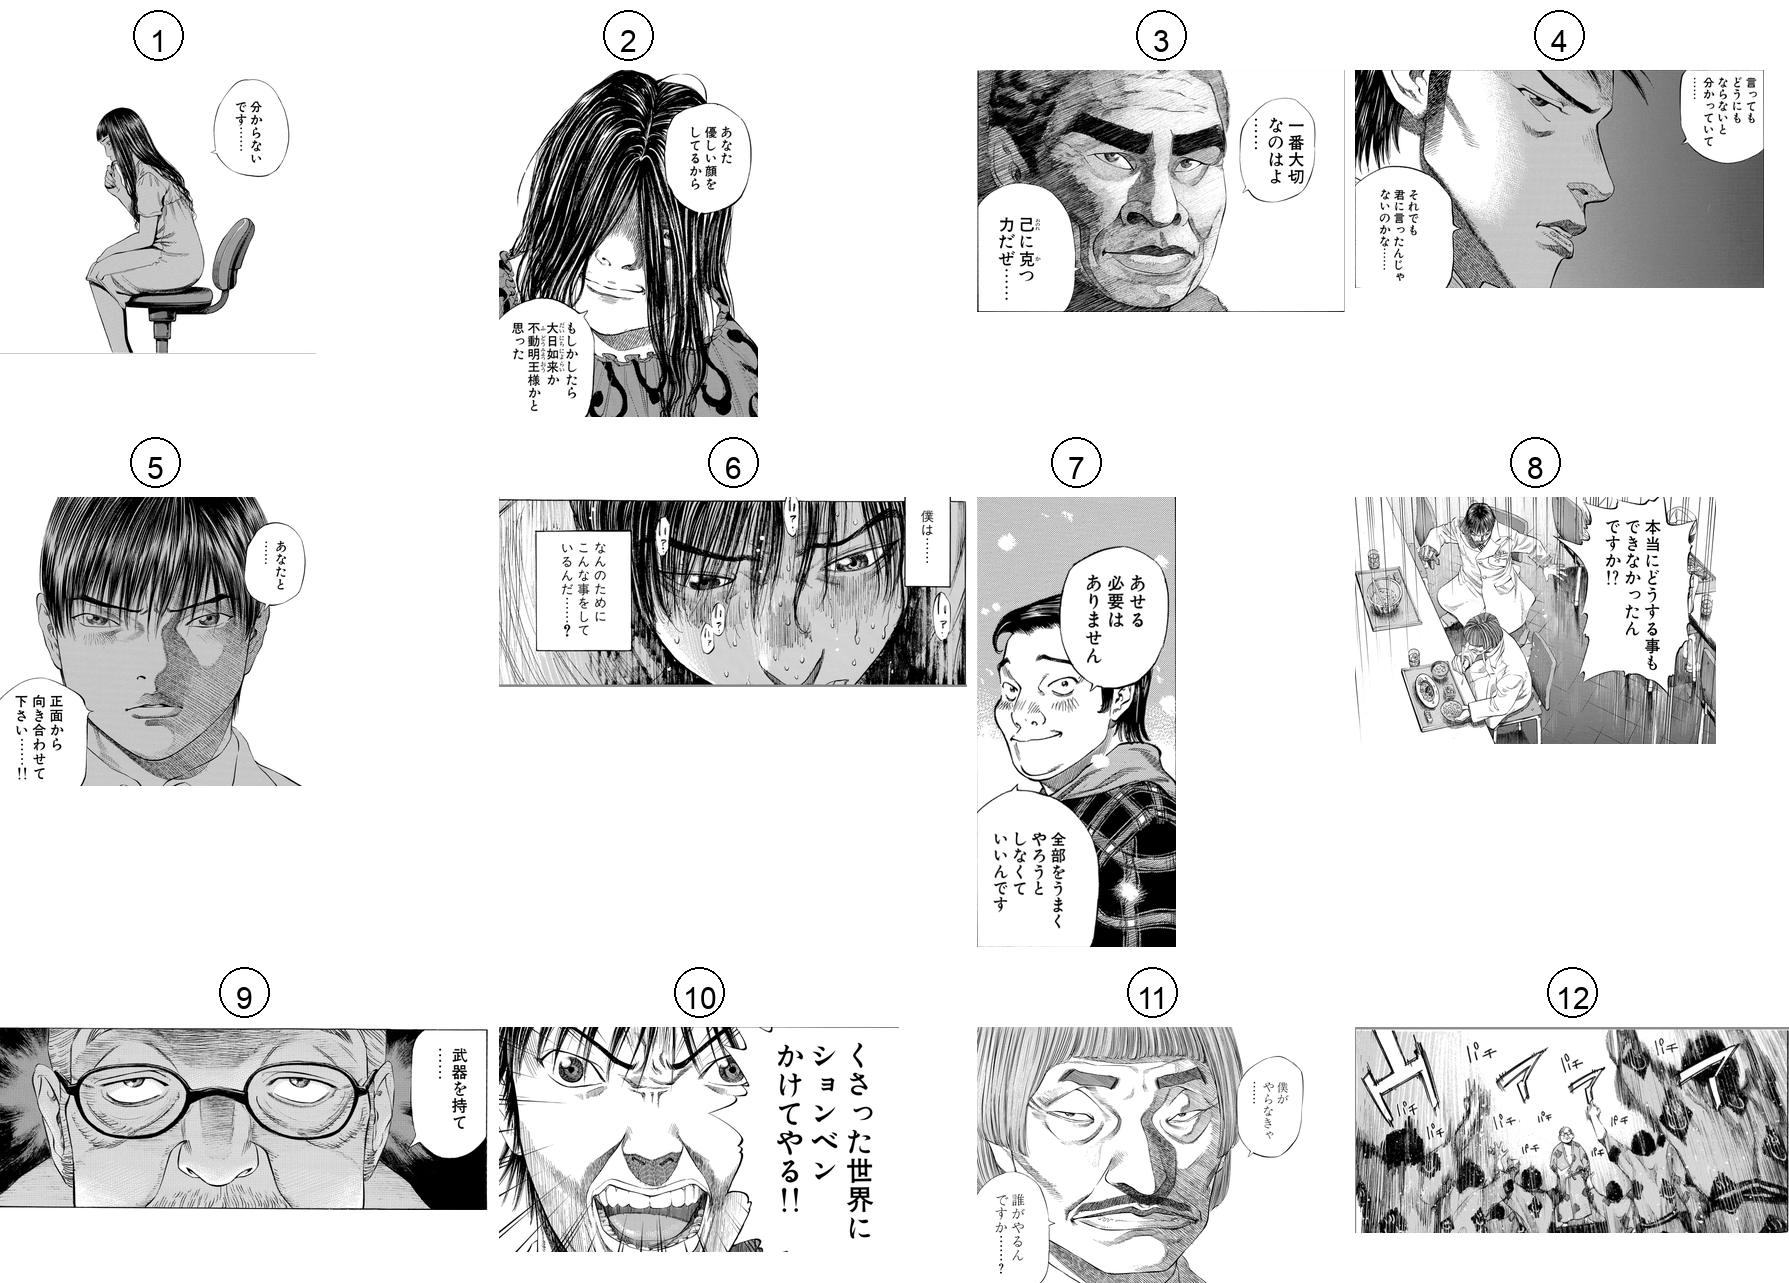 1
分からない
です……
2
あなた
優しい顔を
してるから
もしかしたら
大日如来か
不動明王様かと
思った
3
一番大切
なのはよ
……
己に克つ
力だぜ……
4
言っても
どうにも
ならないと
分かっていて
……
それでも
君に言ったんじゃ
ないのかな……
5
あなたと
……
正面から
向き合わせて
下さい……!!
6
僕は……
なんのために
こんな事をして
いるんだ……?
7
あせる
必要は
ありません
全部をうまく
やろうと
しなくて
いいんです
8
本当にどうする事も
できなかったん
ですか!?
9
武器を持て
……
10
くさった世界に
ションベン
かけてやる!!
11
僕が
やらなきゃ
誰がやるん
ですか……?
12
パチ
パチ
パチ
パチ
パチ
パチ
パチ
パチ